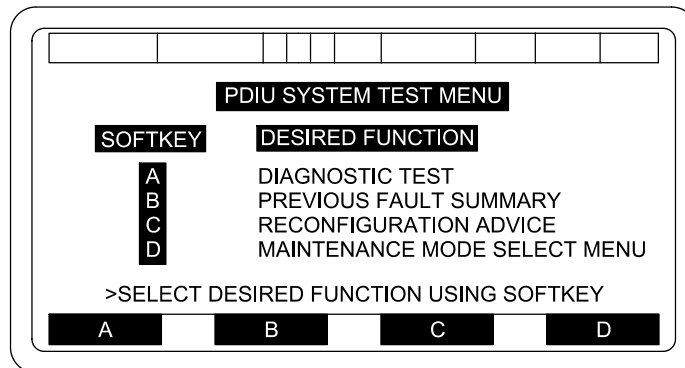 PDIU SYSTEM TEST MENU
SOFTKEY DESIRED FUNCTION
A DIAGNOSTIC TEST
B PREVIOUS FAULT SUMMARY
C RECONFIGURATION ADVICE
D MAINTENANCE MODE SELECT MENU
>SELECT DESIRED FUNCTION USING SOFTKEY
A B C D